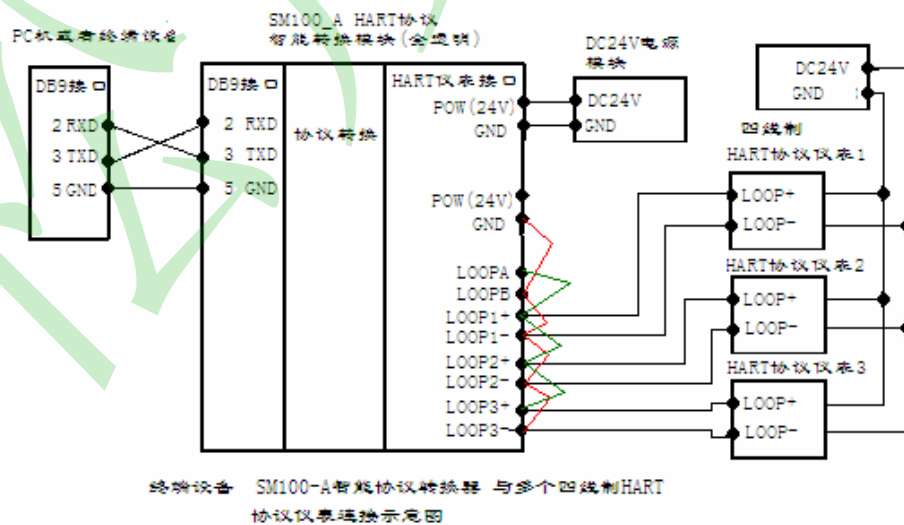 SM100_A HART协议
智能转换模块(全透明)
PC机或者终端设备
DC24V电源
模块
DB9接口
2 RXD
3 TXD
5 GND
DB9接口
2 RXD
3 TXD
5 GND
协议转换
HART仪表接口
POW(24V)
GND
POW(24V)
GND
LOOPA
LOOPB
LOOP1+
LOOP1-
LOOP2+
LOOP2-
LOOP3+
LOOP3-
DC24V
GND
DC24V
GND
四线制
HART协议仪表1
LOOP+
LOOP-
HART协议仪表2
LOOP+
LOOP-
HART协议仪表3
LOOP+
LOOP-
终端设备 SM100-A智能协议转换器 与多个四线制HART
协议仪表连接示意图